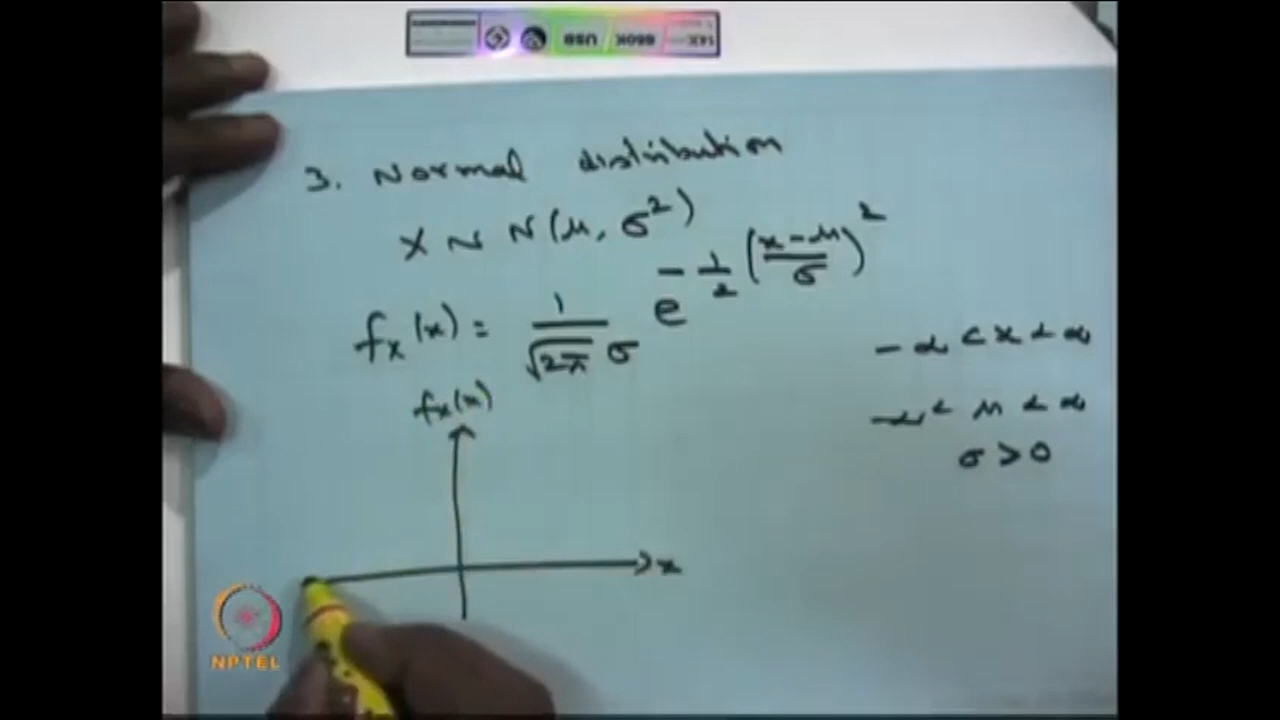 3. Normal distribution
X ~ N(μ, σ²)
fx(x) = 1/√2π σ e^-1/2((x-μ)/σ)²
-∞ < x < ∞
-∞ < μ < ∞
σ > 0
fx(x)
x
NPTEL